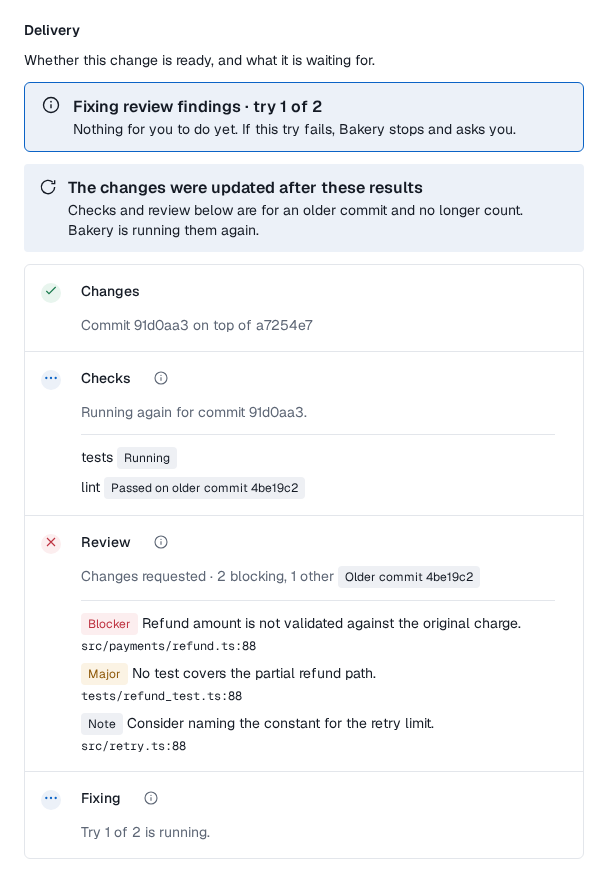 Delivery
Whether this change is ready, and what it is waiting for.
Fixing review findings · try 1 of 2
Nothing for you to do yet. If this try fails, Bakery stops and asks you.
The changes were updated after these results
Checks and review below are for an older commit and no longer count.
Bakery is running them again.
Changes
Commit 91d0aa3 on top of a7254e7
Checks
Running again for commit 91d0aa3.
tests Running
lint Passed on older commit 4be19c2
Review
Changes requested · 2 blocking, 1 other Older commit 4be19c2
Blocker Refund amount is not validated against the original charge.
src/payments/refund.ts:88
Major No test covers the partial refund path.
tests/refund_test.ts:88
Note Consider naming the constant for the retry limit.
src/retry.ts:88
Fixing
Try 1 of 2 is running.